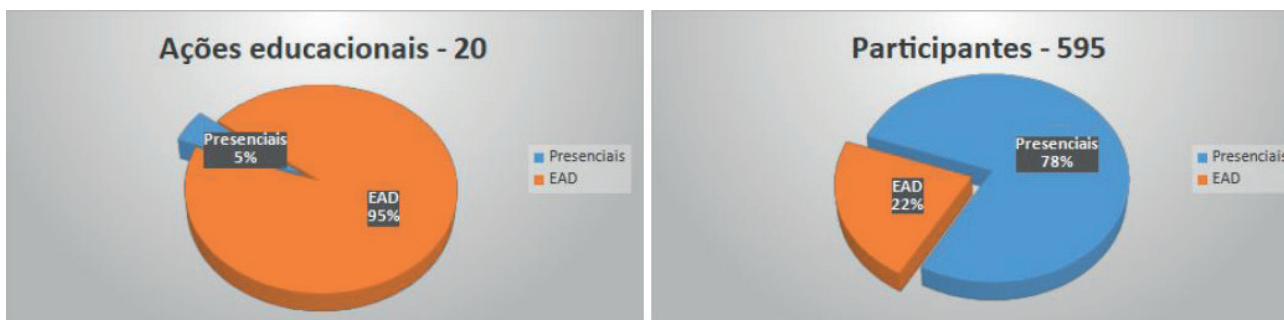 Ações educacionais - 20
Presenciais
5%
EAD
95%
Presenciais
EAD
Participantes - 595
Presenciais
78%
EAD
22%
Presenciais
EAD